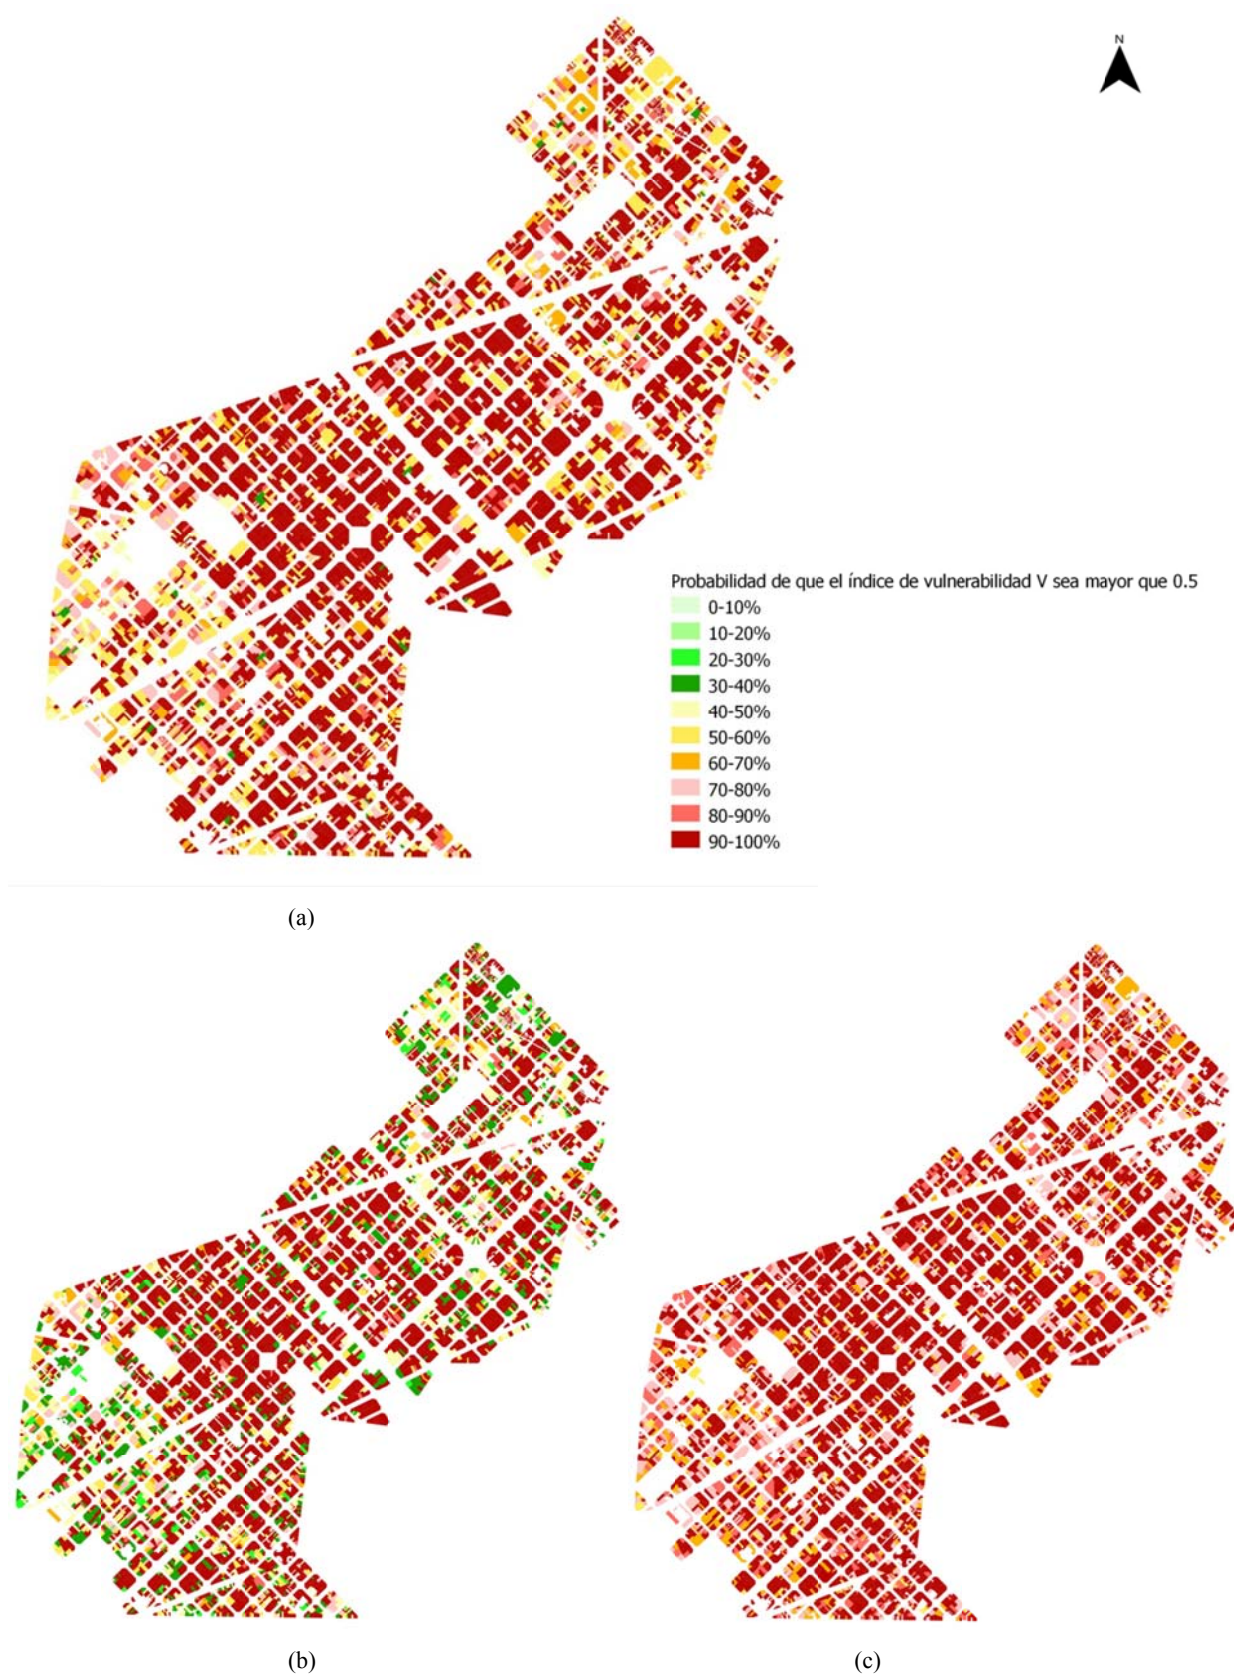 N
Probabilidad de que el índice de vulnerabilidad V sea mayor que 0.5
0-10%
10-20%
20-30%
30-40%
40-50%
50-60%
60-70%
70-80%
80-90%
90-100%
(a)
(b)
(c)